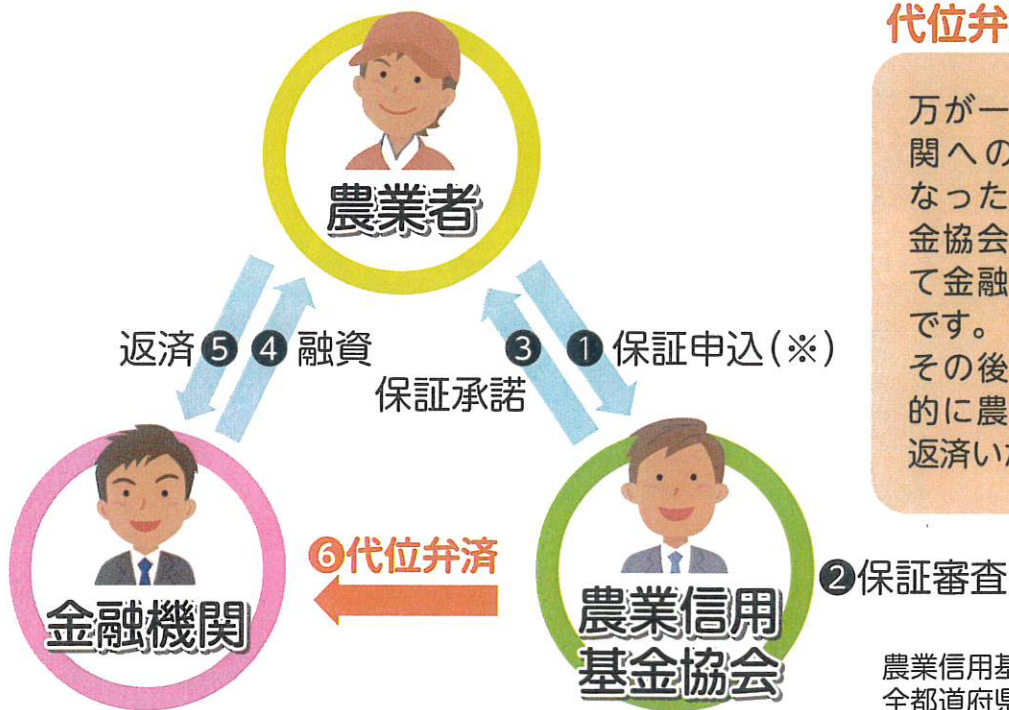 農業者
返済❺ ❹融資
❸ ❶保証申込(※)
保証承諾
❻代位弁済
❷保証審査
金融機関
農業信用
基金協会
代位弁
万が一
関への
なった
金協会
て金融
です。
その後
的に農
返済い
農業信用基
全都道府県